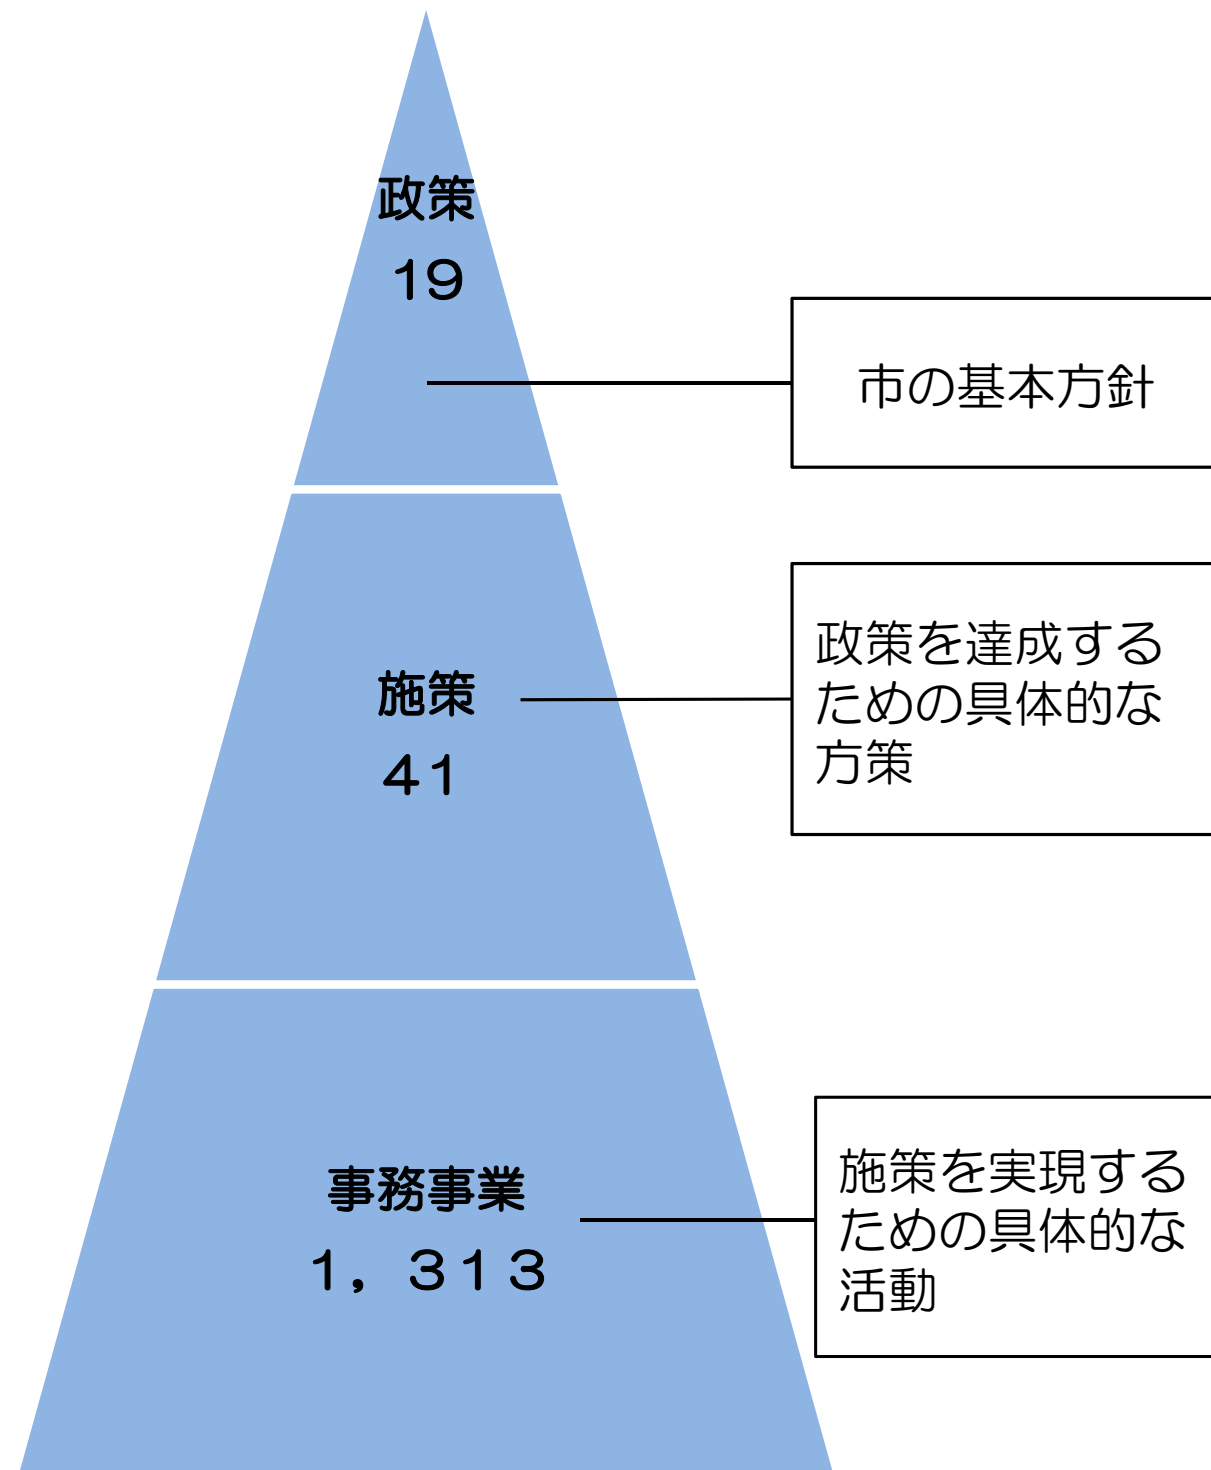 政策
19
市の基本方針
施策
41
政策を達成する
ための具体的な
方策
事務事業
1，313
施策を実現する
ための具体的な
活動